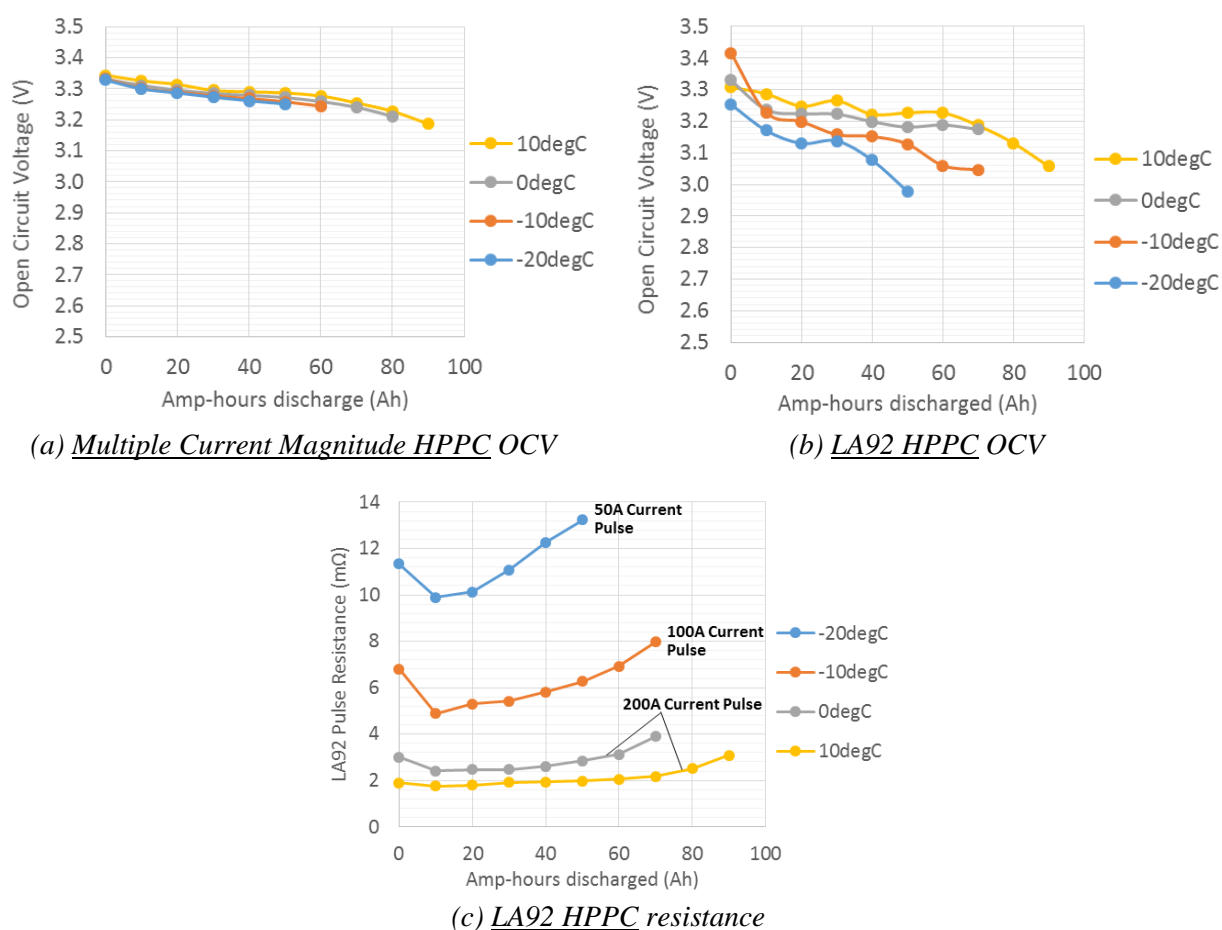 3.5
3.4
3.3
3.2
3.1
3.0
2.9
2.8
2.7
2.6
2.5
Open Circuit Voltage (V)
0 20 40 60 80 100
Amp-hours discharge (Ah)
10degC
0degC
-10degC
-20degC
(a) Multiple Current Magnitude HPPC OCV
3.5
3.4
3.3
3.2
3.1
3.0
2.9
2.8
2.7
2.6
2.5
Open Circuit Voltage (V)
0 20 40 60 80 100
Amp-hours discharged (Ah)
10degC
0degC
-10degC
-20degC
(b) LA92 HPPC OCV
14
12
10
8
6
4
2
0
LA92 Pulse Resistance (mΩ)
50A Current
Pulse
100A Current
Pulse
200A Current Pulse
0 20 40 60 80 100
Amp-hours discharged (Ah)
-20degC
-10degC
0degC
10degC
(c) LA92 HPPC resistance